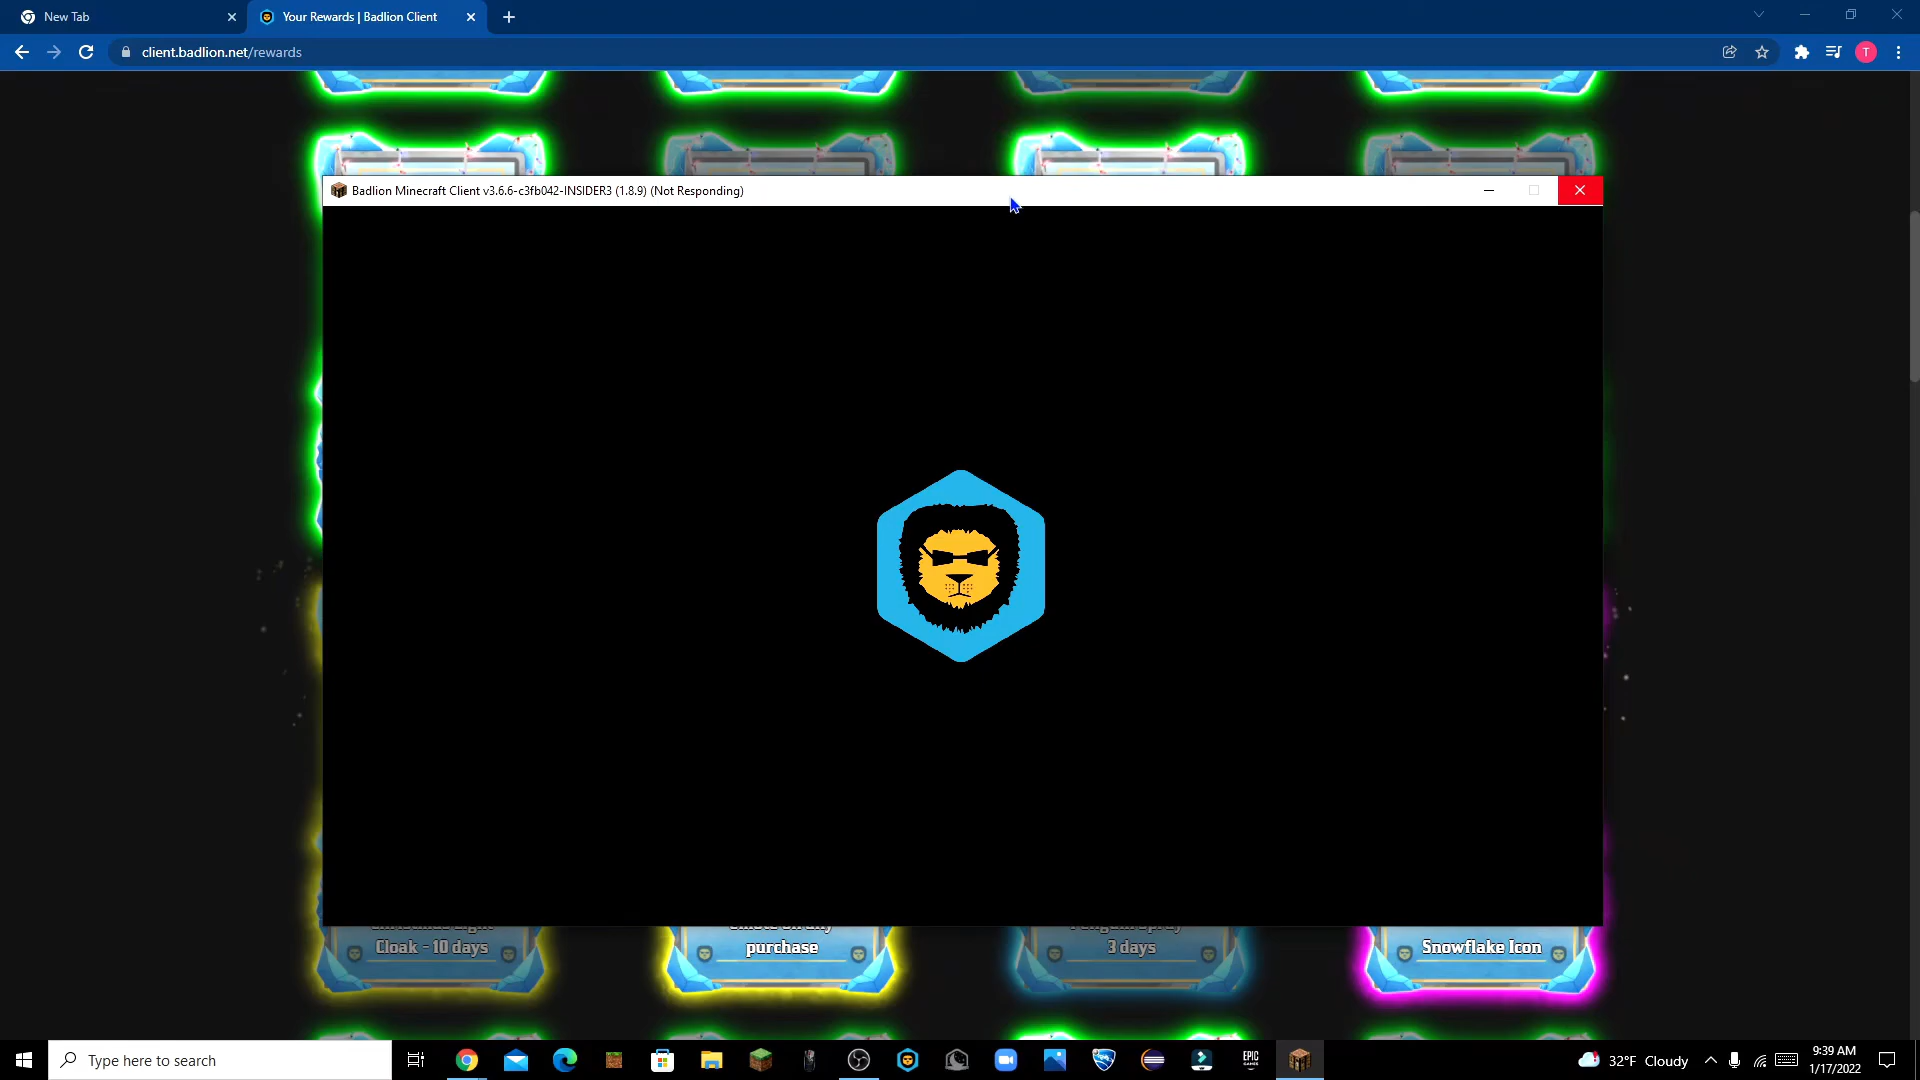 New Tab
Your Rewards | Badlion Client
client.badlion.net/rewards
T
Badlion Minecraft Client v3.6.6-c3fb042-INSIDER3 (1.8.9) (Not Responding)
Cloak - 10 days
purchase
3 days
Snowflake Icon
Type here to search
EPIC
GAMES
32°F Cloudy
9:39 AM
1/17/2022